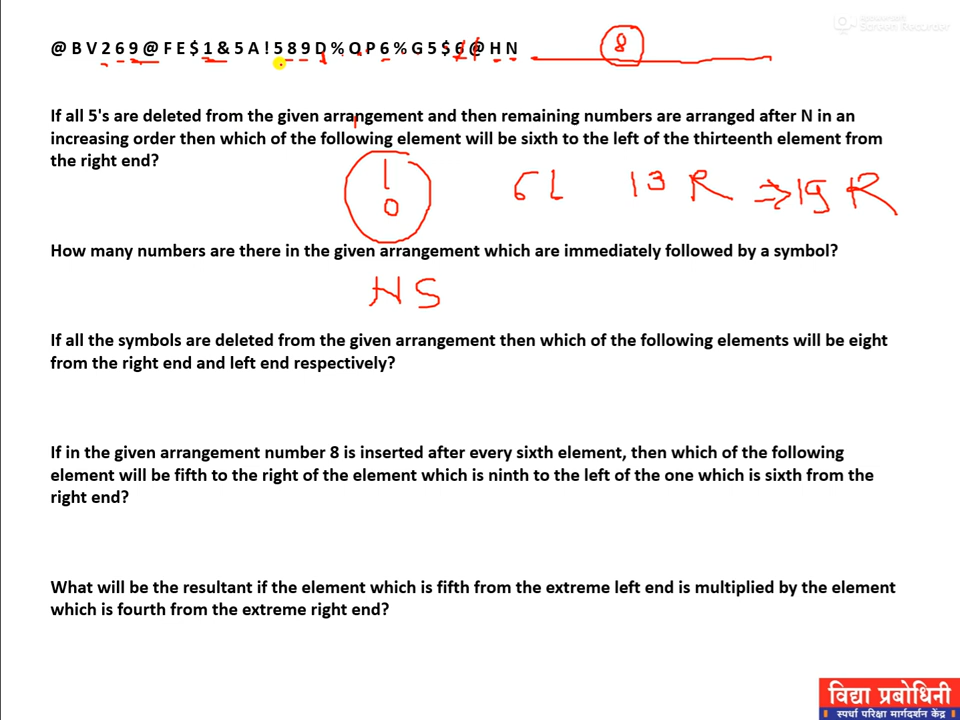 @ B V 2 6 9 @ F E $ 1 & 5 A ! 5 8 9 D % Q P 6 % G 5 $ 6 @ H N
8
If all 5's are deleted from the given arrangement and then remaining numbers are arranged after N in an
increasing order then which of the following element will be sixth to the left of the thirteenth element from
the right end?
6 L 13 R ⇒ 19 R
10
How many numbers are there in the given arrangement which are immediately followed by a symbol?
N S
If all the symbols are deleted from the given arrangement then which of the following elements will be eight
from the right end and left end respectively?
If in the given arrangement number 8 is inserted after every sixth element, then which of the following
element will be fifth to the right of the element which is ninth to the left of the one which is sixth from the
right end?
What will be the resultant if the element which is fifth from the extreme left end is multiplied by the element
which is fourth from the extreme right end?
विद्या प्रबोधिनी
स्पर्धा परिक्षा मार्गदर्शन केंद्र